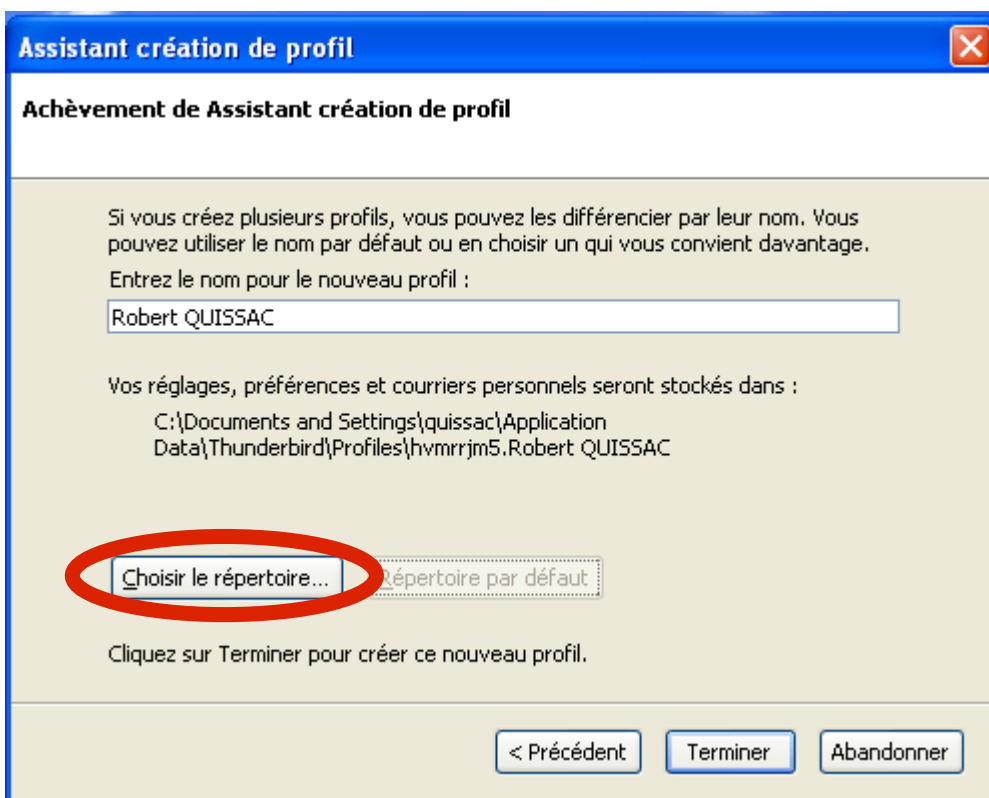 Assistant création de profil
Achèvement de Assistant création de profil
Si vous créez plusieurs profils, vous pouvez les différencier par leur nom. Vous
pouvez utiliser le nom par défaut ou en choisir un qui vous convient davantage.
Entrez le nom pour le nouveau profil :
Robert QUISSAC
Vos réglages, préférences et courriers personnels seront stockés dans :
C:\Documents and Settings\quissac\Application
Data\Thunderbird\Profiles\hvmrrjm5.Robert QUISSAC
Choisir le répertoire... Répertoire par défaut
Cliquez sur Terminer pour créer ce nouveau profil.
< Précédent Terminer Abandonner